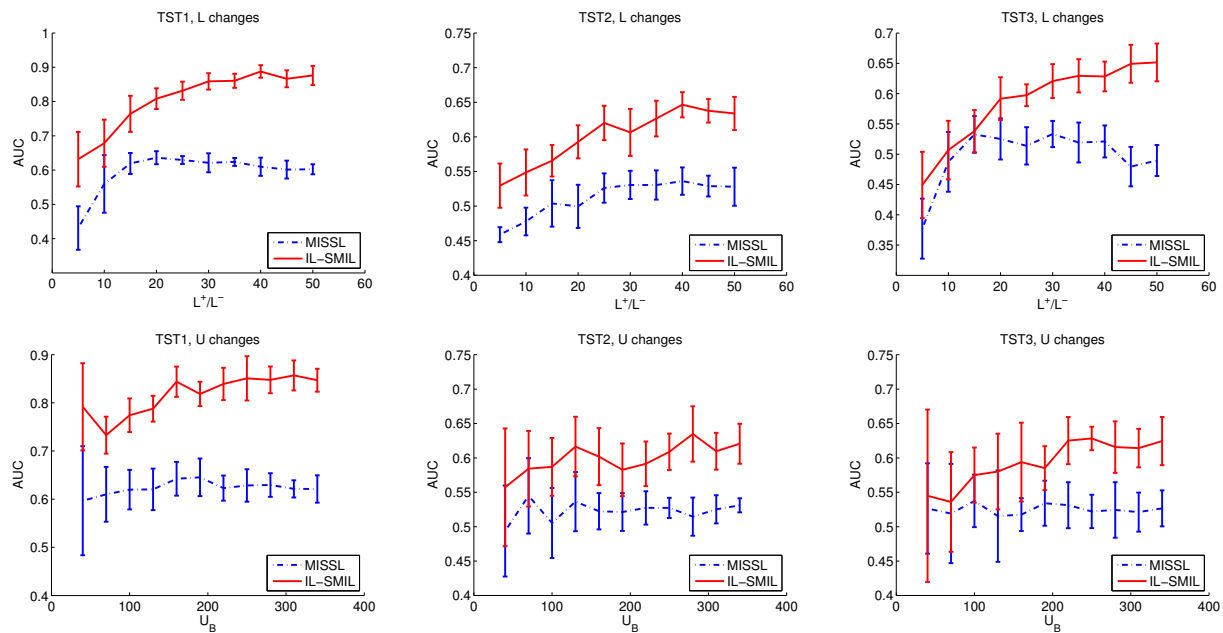 TST1, L changes
1
0.9
0.8
0.7
0.6
0.5
0.4
AUC
0 10 20 30 40 50 60
L⁺/L⁻
MISSL
IL−SMIL
TST2, L changes
0.75
0.7
0.65
0.6
0.55
0.5
0.45
0.4
AUC
0 10 20 30 40 50 60
L⁺/L⁻
MISSL
IL−SMIL
TST3, L changes
0.7
0.65
0.6
0.55
0.5
0.45
0.4
0.35
AUC
0 10 20 30 40 50 60
L⁺/L⁻
MISSL
IL−SMIL
TST1, U changes
0.9
0.8
0.7
0.6
0.5
0.4
AUC
0 100 200 300 400
U_B
MISSL
IL−SMIL
TST2, U changes
0.75
0.7
0.65
0.6
0.55
0.5
0.45
0.4
AUC
0 100 200 300 400
U_B
MISSL
IL−SMIL
TST3, U changes
0.75
0.7
0.65
0.6
0.55
0.5
0.45
0.4
AUC
0 100 200 300 400
U_B
MISSL
IL−SMIL